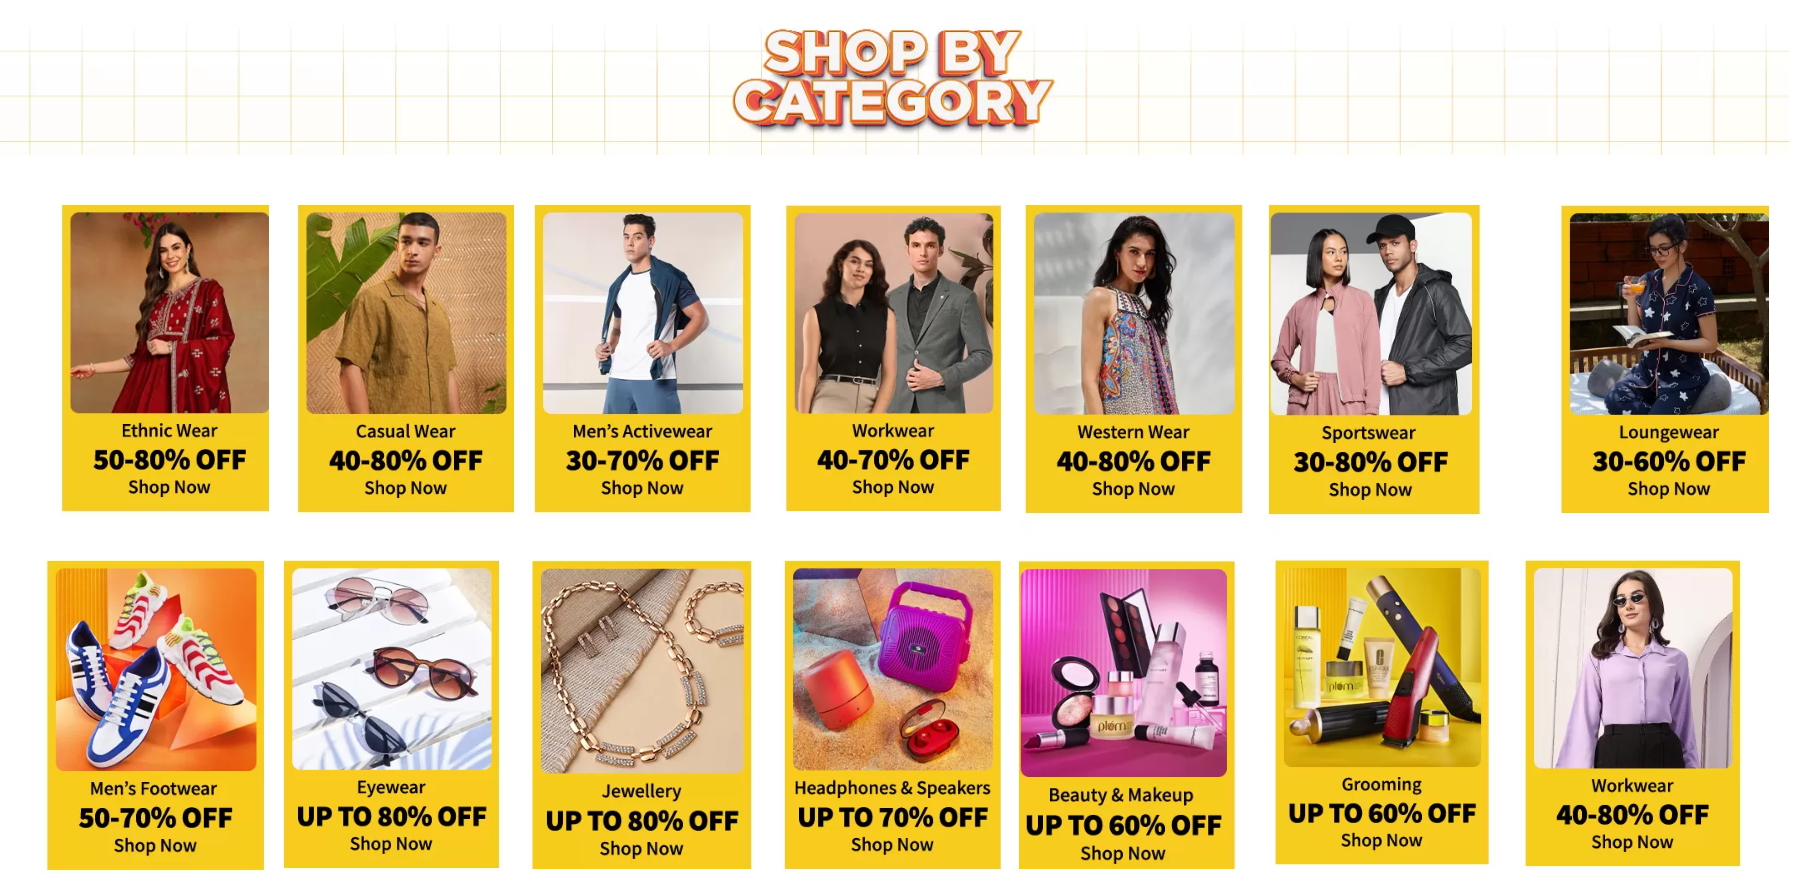 SHOP BY
CATEGORY
Ethnic Wear
50-80% OFF
Shop Now
Casual Wear
40-80% OFF
Shop Now
Men’s Activewear
30-70% OFF
Shop Now
Workwear
40-70% OFF
Shop Now
Western Wear
40-80% OFF
Shop Now
Sportswear
30-80% OFF
Shop Now
Loungewear
30-60% OFF
Shop Now
Men’s Footwear
50-70% OFF
Shop Now
Eyewear
UP TO 80% OFF
Shop Now
Jewellery
UP TO 80% OFF
Shop Now
Headphones & Speakers
UP TO 70% OFF
Shop Now
plum
Beauty & Makeup
UP TO 60% OFF
Shop Now
plum
Grooming
UP TO 60% OFF
Shop Now
Workwear
40-80% OFF
Shop Now